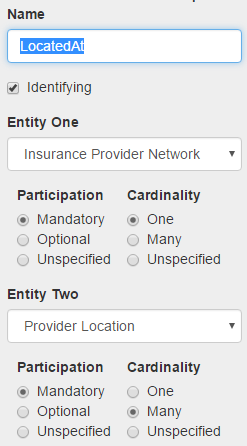 Name
LocatedAt
Identifying
Entity One
Insurance Provider Network
Participation Cardinality
Mandatory One
Optional Many
Unspecified Unspecified
Entity Two
Provider Location
Participation Cardinality
Mandatory One
Optional Many
Unspecified Unspecified